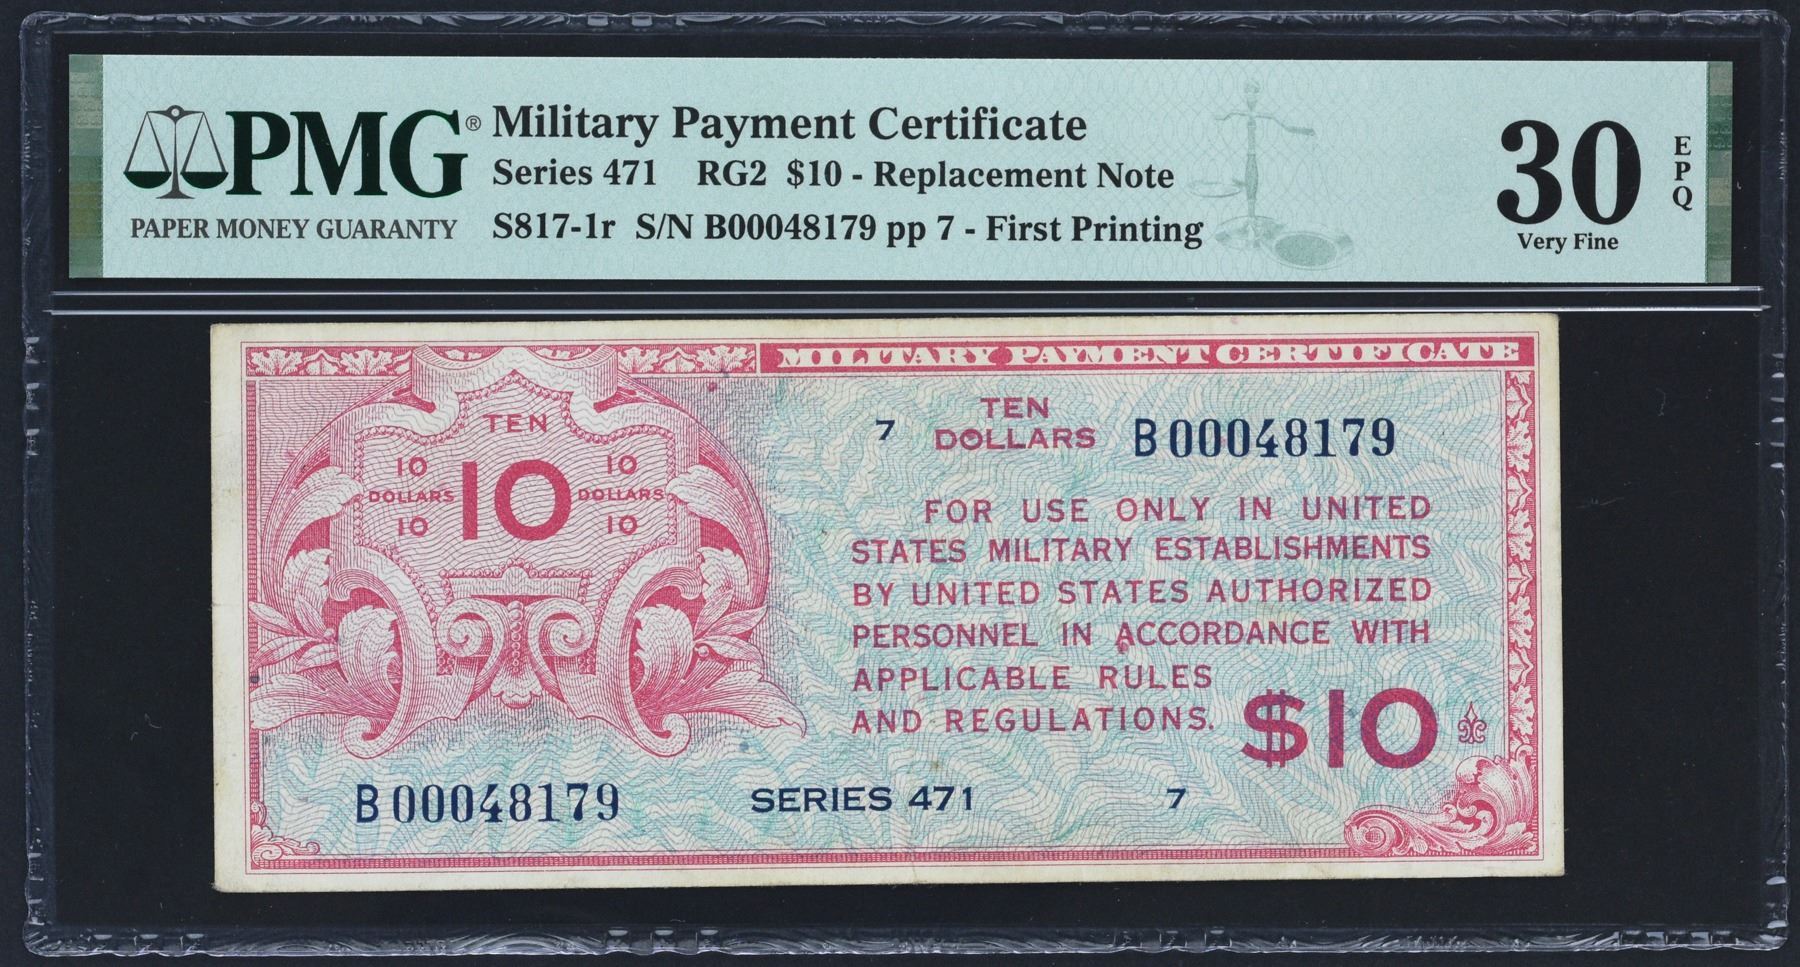 PMG®
PAPER MONEY GUARANTY
Military Payment Certificate
Series 471 RG2 $10 - Replacement Note
S817-1r S/N B00048179 pp 7 - First Printing
30
Very Fine
EPQ
MILITARY PAYMENT CERTIFICATE
TEN
10 10
DOLLARS 10 DOLLARS
10 10
7 TEN DOLLARS B00048179
FOR USE ONLY IN UNITED
STATES MILITARY ESTABLISHMENTS
BY UNITED STATES AUTHORIZED
PERSONNEL IN ACCORDANCE WITH
APPLICABLE RULES
AND REGULATIONS.
$10
B00048179 SERIES 471 7